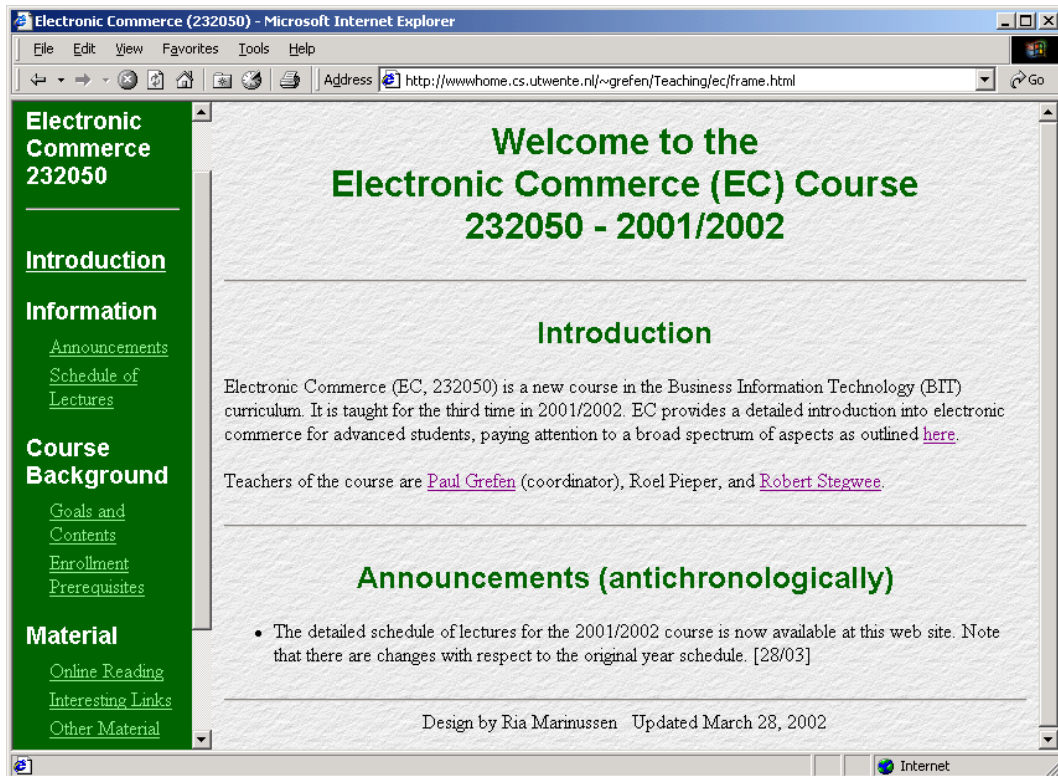 Electronic Commerce (232050) - Microsoft Internet Explorer
File Edit View Favorites Tools Help
Address http://wwwhome.cs.utwente.nl/~grefen/Teaching/ec/frame.html Go
Electronic
Commerce
232050
Introduction
Information
Announcements
Schedule of
Lectures
Course
Background
Goals and
Contents
Enrollment
Prerequisites
Material
Online Reading
Interesting Links
Other Material
Welcome to the
Electronic Commerce (EC) Course
232050 - 2001/2002
Introduction
Electronic Commerce (EC, 232050) is a new course in the Business Information Technology (BIT)
curriculum. It is taught for the third time in 2001/2002. EC provides a detailed introduction into electronic
commerce for advanced students, paying attention to a broad spectrum of aspects as outlined here.
Teachers of the course are Paul Grefen (coordinator), Roel Pieper, and Robert Stegwee.
Announcements (antichronologically)
• The detailed schedule of lectures for the 2001/2002 course is now available at this web site. Note
that there are changes with respect to the original year schedule. [28/03]
Design by Ria Marinussen Updated March 28, 2002
Internet